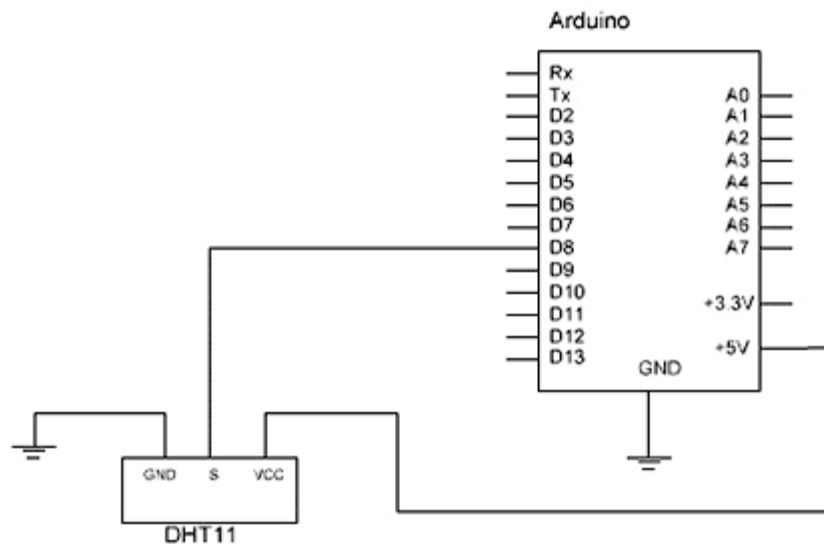 Arduino
Rx
Tx
D2
D3
D4
D5
D6
D7
D8
D9
D10
D11
D12
D13
A0
A1
A2
A3
A4
A5
A6
A7
+3.3V
+5V
GND
GND S VCC
DHT11